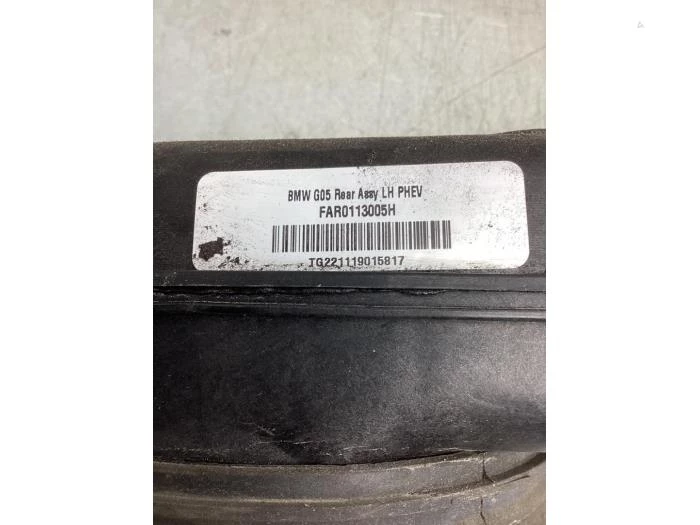 BMW G05 Rear Assy LH PHEV
FAR0113005H
TG221119015817